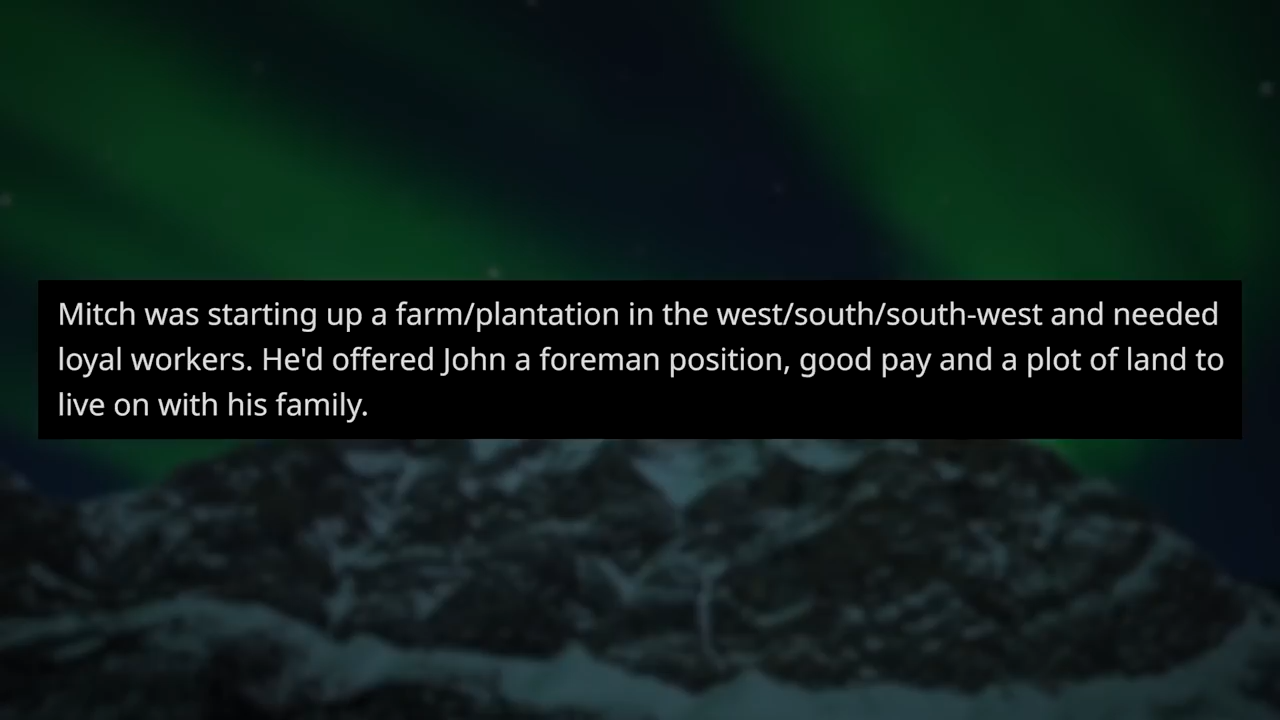 Mitch was starting up a farm/plantation in the west/south/south-west and needed
loyal workers. He'd offered John a foreman position, good pay and a plot of land to
live on with his family.